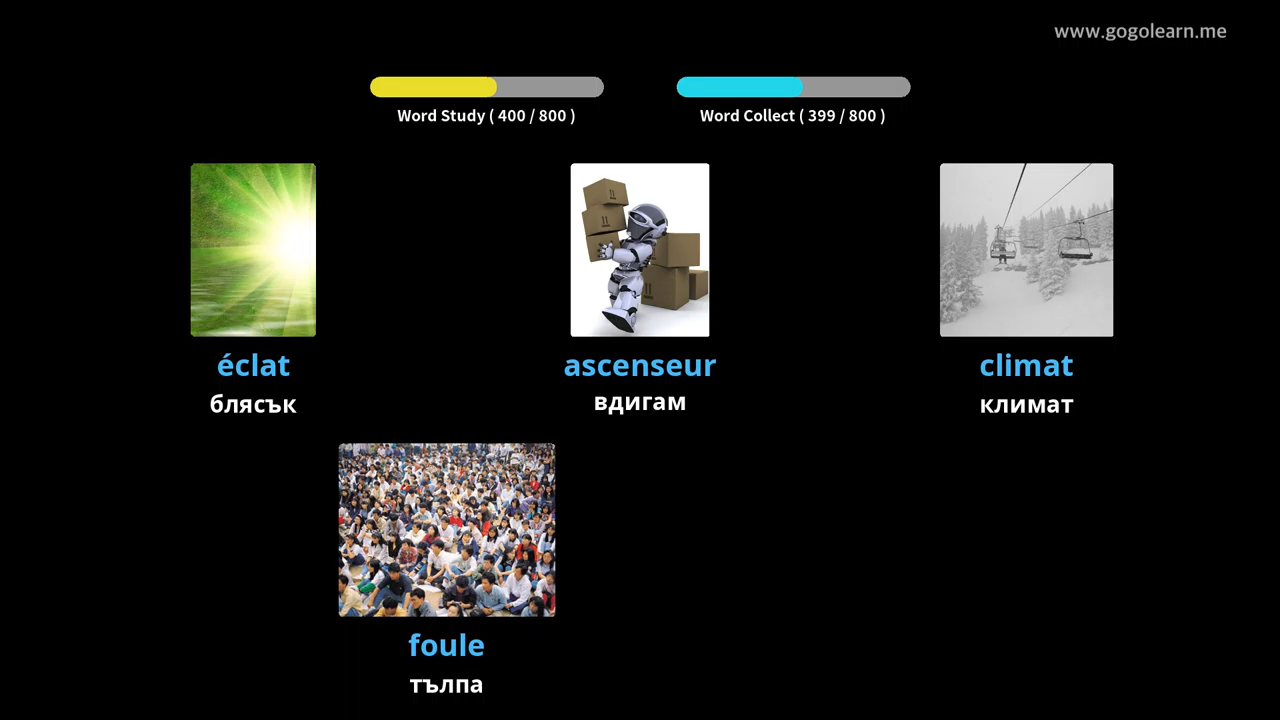 www.gogolearn.me
Word Study ( 400 / 800 )
Word Collect ( 399 / 800 )
éclat
блясък
ascenseur
вдигам
climat
климат
foule
тълпа